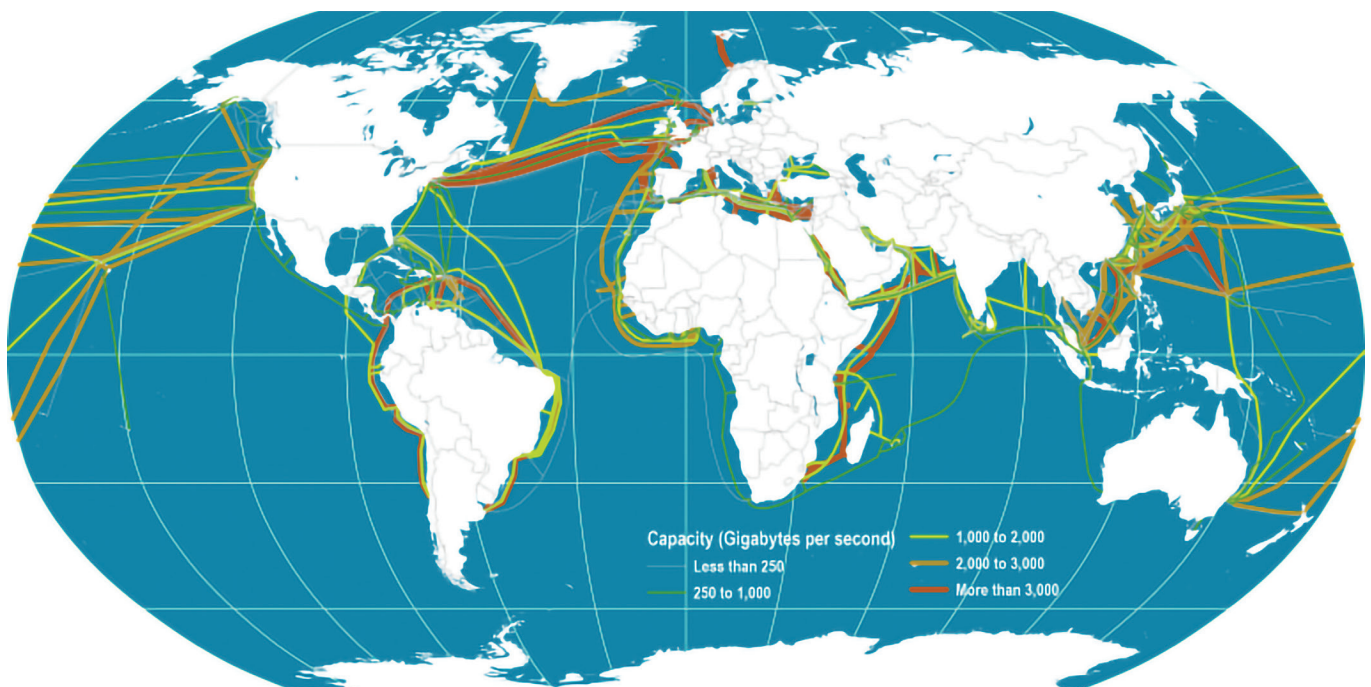 Capacity (Gigabytes per second)
Less than 250
250 to 1,000
1,000 to 2,000
2,000 to 3,000
More than 3,000